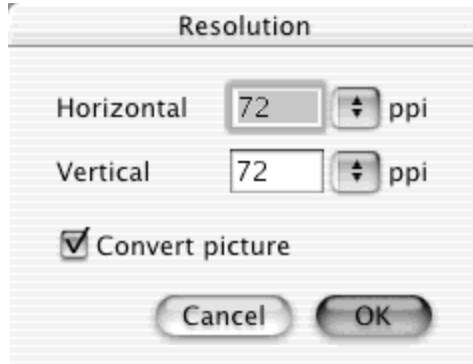 Resolution
Horizontal 72 ppi
Vertical 72 ppi
Convert picture
Cancel OK